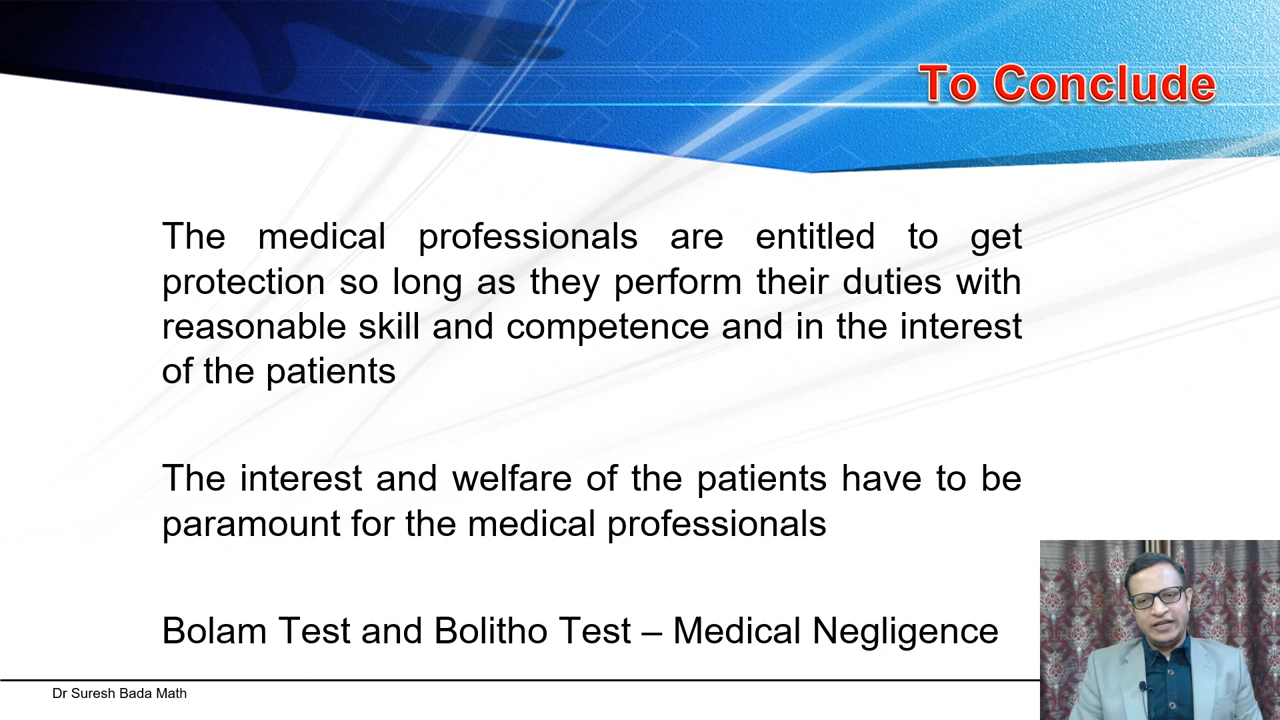 To Conclude
The medical professionals are entitled to get
protection so long as they perform their duties with
reasonable skill and competence and in the interest
of the patients
The interest and welfare of the patients have to be
paramount for the medical professionals
Bolam Test and Bolitho Test – Medical Negligence
Dr Suresh Bada Math